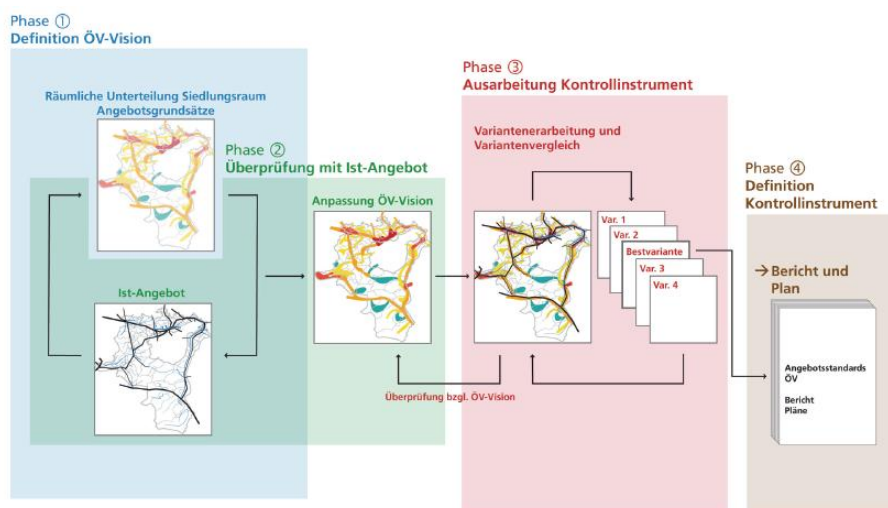 Phase ①
Definition ÖV-Vision
Räumliche Unterteilung Siedlungsraum
Angebotsgrundsätze
Phase ②
Überprüfung mit Ist-Angebot
Anpassung ÖV-Vision
Ist-Angebot
Überprüfung bzgl. ÖV-Vision
Phase ③
Ausarbeitung Kontrollinstrument
Variantenerarbeitung und
Variantenvergleich
Var. 1
Var. 2
Bestvariante
Var. 3
Var. 4
Phase ④
Definition
Kontrollinstrument
→ Bericht und
Plan
Angebotsstandards
ÖV
Bericht
Pläne